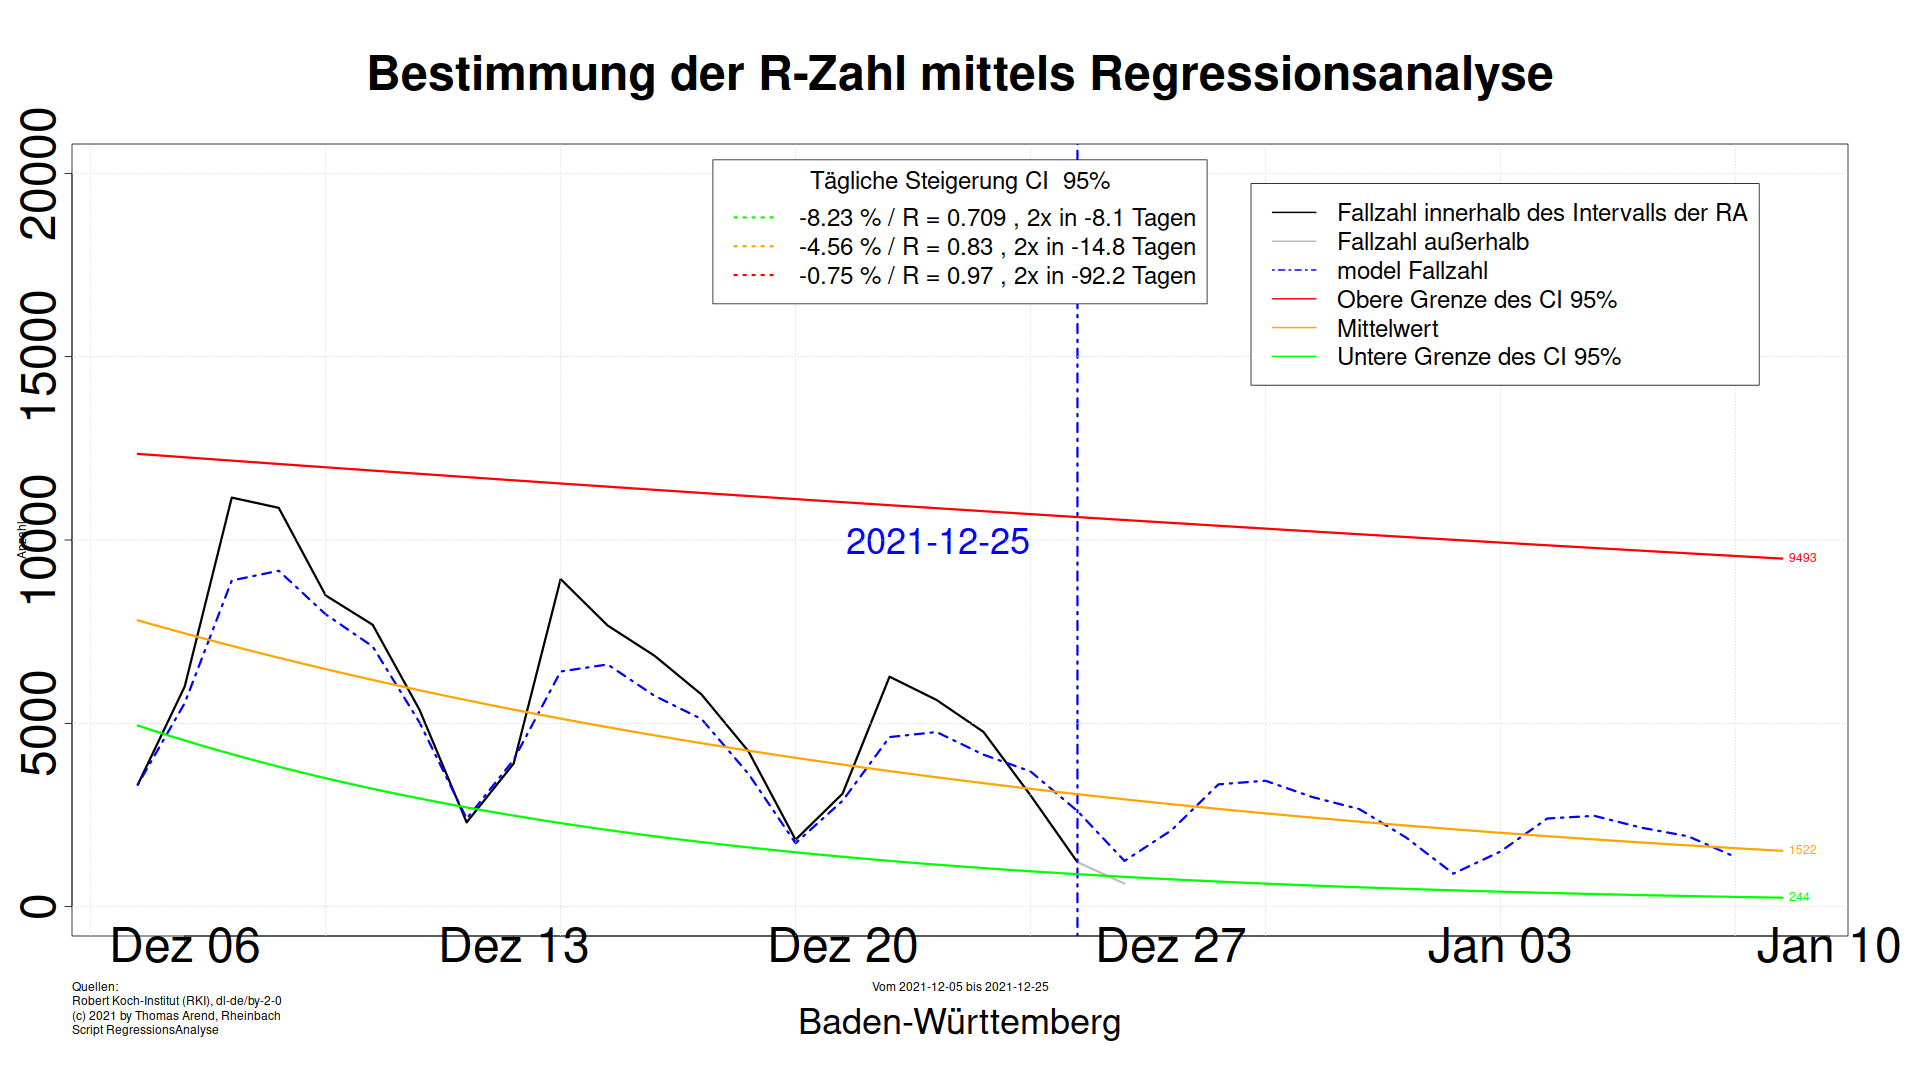 Bestimmung der R-Zahl mittels Regressionsanalyse
20000
15000
10000
5000
0
Anzahl
Tägliche Steigerung CI 95%
-8.23 % / R = 0.709 , 2x in -8.1 Tagen
-4.56 % / R = 0.83 , 2x in -14.8 Tagen
-0.75 % / R = 0.97 , 2x in -92.2 Tagen
Fallzahl innerhalb des Intervalls der RA
Fallzahl außerhalb
model Fallzahl
Obere Grenze des CI 95%
Mittelwert
Untere Grenze des CI 95%
2021-12-25
9493
1522
244
Dez 06
Dez 13
Dez 20
Dez 27
Jan 03
Jan 10
Quellen:
Robert Koch-Institut (RKI), dl-de/by-2-0
(c) 2021 by Thomas Arend, Rheinbach
Script RegressionsAnalyse
Vom 2021-12-05 bis 2021-12-25
Baden-Württemberg